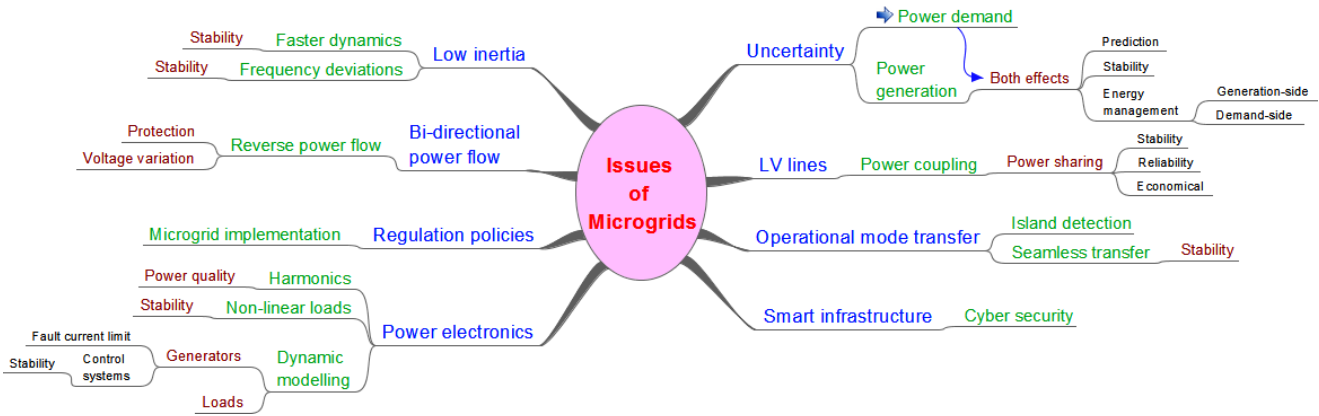 Issues
of
Microgrids
Low inertia
Faster dynamics
Stability
Frequency deviations
Stability
Bi-directional
power flow
Reverse power flow
Protection
Voltage variation
Regulation policies
Microgrid implementation
Power electronics
Harmonics
Power quality
Non-linear loads
Stability
Dynamic
modelling
Generators
Fault current limit
Control
systems
Stability
Loads
Uncertainty
Power demand
Power
generation
Both effects
Prediction
Stability
Energy
management
Generation-side
Demand-side
LV lines
Power coupling
Power sharing
Stability
Reliability
Economical
Operational mode transfer
Island detection
Seamless transfer
Stability
Smart infrastructure
Cyber security